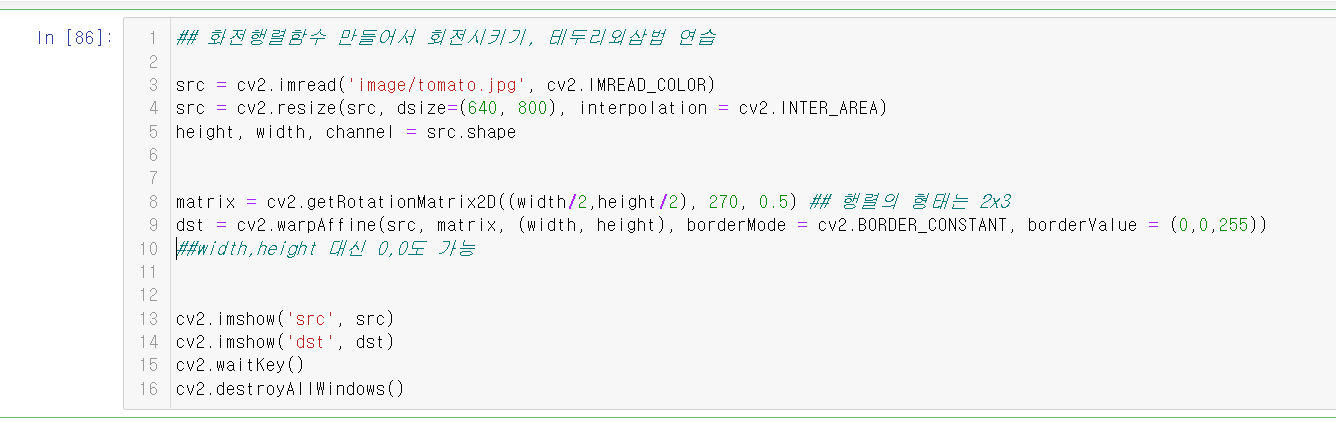 In [86]:
1 ## 회전행렬함수 만들어서 회전시키기, 테두리외삽법 연습
2
3 src = cv2.imread('image/tomato.jpg', cv2.IMREAD_COLOR)
4 src = cv2.resize(src, dsize=(640, 800), interpolation = cv2.INTER_AREA)
5 height, width, channel = src.shape
6
7
8 matrix = cv2.getRotationMatrix2D((width/2,height/2), 270, 0.5) ## 행렬의 형태는 2x3
9 dst = cv2.warpAffine(src, matrix, (width, height), borderMode = cv2.BORDER_CONSTANT, borderValue = (0,0,255))
10 ##width,height 대신 0,0도 가능
11
12
13 cv2.imshow('src', src)
14 cv2.imshow('dst', dst)
15 cv2.waitKey()
16 cv2.destroyAllWindows()